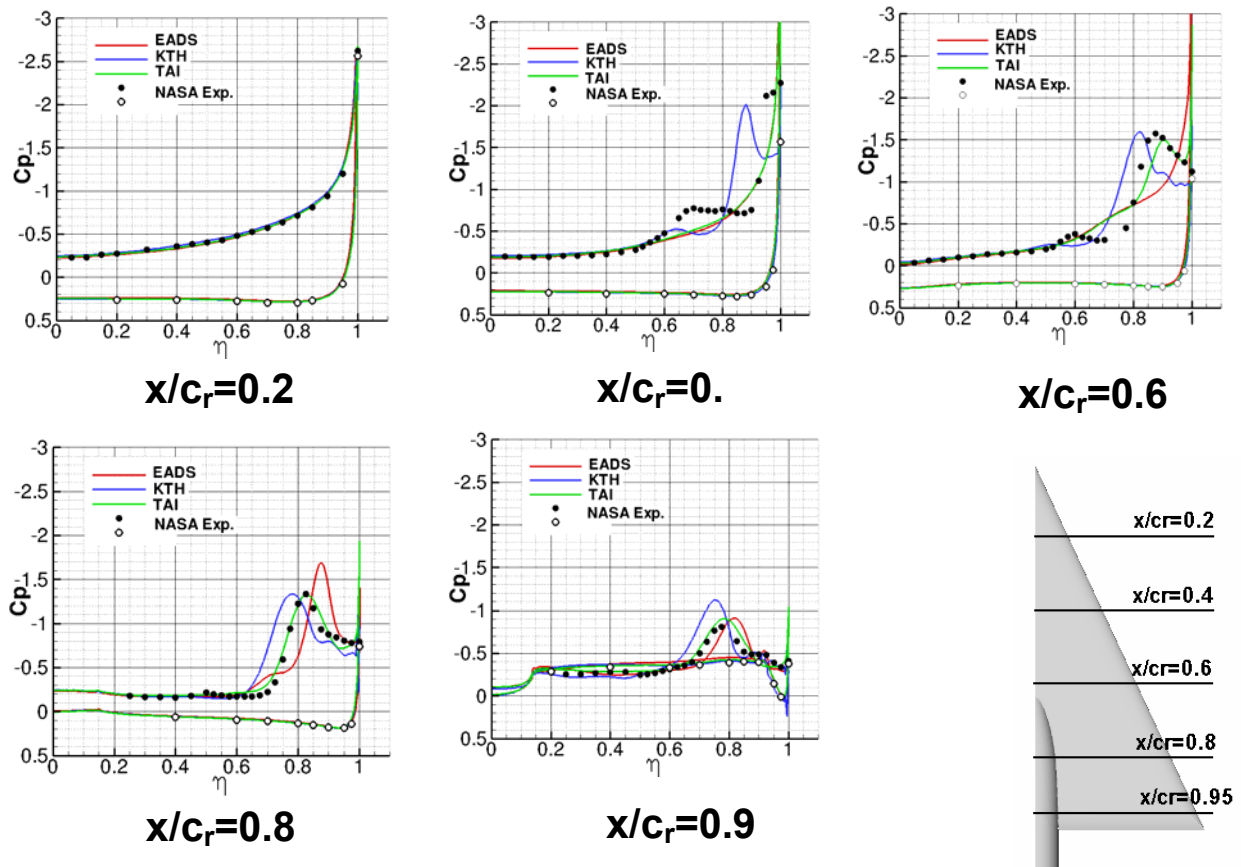 -3
-2.5
-2
-1.5
-1
-0.5
0
0.5
Cp
EADS
KTH
TAI
NASA Exp.
0 0.2 0.4 0.6 0.8 1
η
x/cr=0.2
-3
-2.5
-2
-1.5
-1
-0.5
0
0.5
Cp
EADS
KTH
TAI
NASA Exp.
0 0.2 0.4 0.6 0.8 1
η
x/cr=0.
-3
-2.5
-2
-1.5
-1
-0.5
0
0.5
Cp
EADS
KTH
TAI
NASA Exp.
0 0.2 0.4 0.6 0.8 1
η
x/cr=0.6
-3
-2.5
-2
-1.5
-1
-0.5
0
0.5
Cp
EADS
KTH
TAI
NASA Exp.
0 0.2 0.4 0.6 0.8 1
η
x/cr=0.8
-3
-2.5
-2
-1.5
-1
-0.5
0
0.5
Cp
EADS
KTH
TAI
NASA Exp.
0 0.2 0.4 0.6 0.8 1
η
x/cr=0.9
x/cr=0.2
x/cr=0.4
x/cr=0.6
x/cr=0.8
x/cr=0.95